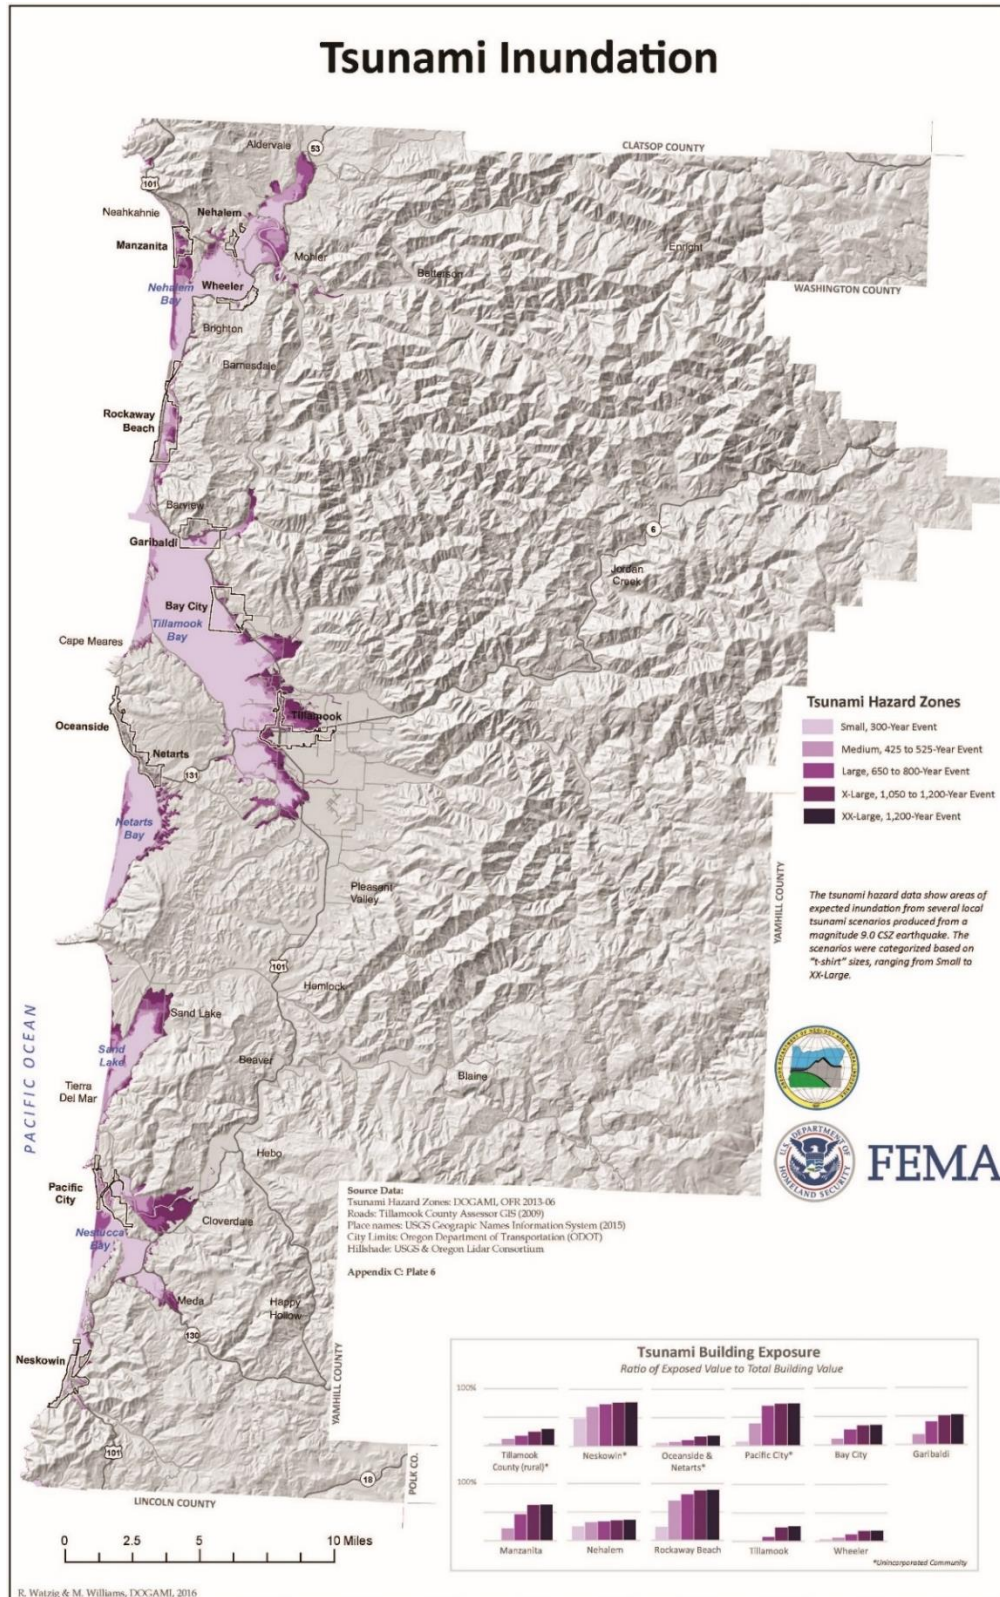 Tsunami Inundation
CLATSOP COUNTY
Aldervale
53
101
Neahkahnie
Nehalem
Manzanita
Mohler
Enright
Batterson
Nehalem
Bay
Wheeler
WASHINGTON COUNTY
Brighton
Barnesdale
Rockaway
Beach
Barview
Garibaldi
6
Jordan
Creek
Bay City
Tillamook
Bay
Cape Meares
Oceanside
Tillamook
Netarts
131
Netarts
Bay
Tsunami Hazard Zones
Small, 300-Year Event
Medium, 425 to 525-Year Event
Large, 650 to 800-Year Event
X-Large, 1,050 to 1,200-Year Event
XX-Large, 1,200-Year Event
Pleasant
Valley
YAMHILL COUNTY
The tsunami hazard data show areas of
expected inundation from several local
tsunami scenarios produced from a
magnitude 9.0 CSZ earthquake. The
scenarios were categorized based on
"t-shirt" sizes, ranging from Small to
XX-Large.
101
Hemlock
Sand Lake
PACIFIC OCEAN
Sand
Lake
Beaver
Blaine
Tierra
Del Mar
U.S. DEPARTMENT OF
HOMELAND SECURITY
FEMA
Hebo
Pacific
City
Cloverdale
Nestucca
Bay
Source Data:
Tsunami Hazard Zones: DOGAMI, OFR 2013-06
Roads: Tillamook County Assessor GIS (2009)
Place names: USGS Geograpic Names Information System (2015)
City Limits: Oregon Department of Transportation (ODOT)
Hillshade: USGS & Oregon Lidar Consortium
Appendix C: Plate 6
Meda
Happy
Hollow
130
Neskowin
YAMHILL COUNTY
101
18
POLK CO.
LINCOLN COUNTY
0 2.5 5 10 Miles
Tsunami Building Exposure
Ratio of Exposed Value to Total Building Value
100%
Tillamook
County (rural)*
Neskowin*
Oceanside &
Netarts*
Pacific City*
Bay City
Garibaldi
100%
Manzanita
Nehalem
Rockaway Beach
Tillamook
Wheeler
*Unincorporated Community
R. Watzig & M. Williams, DOGAMI, 2016